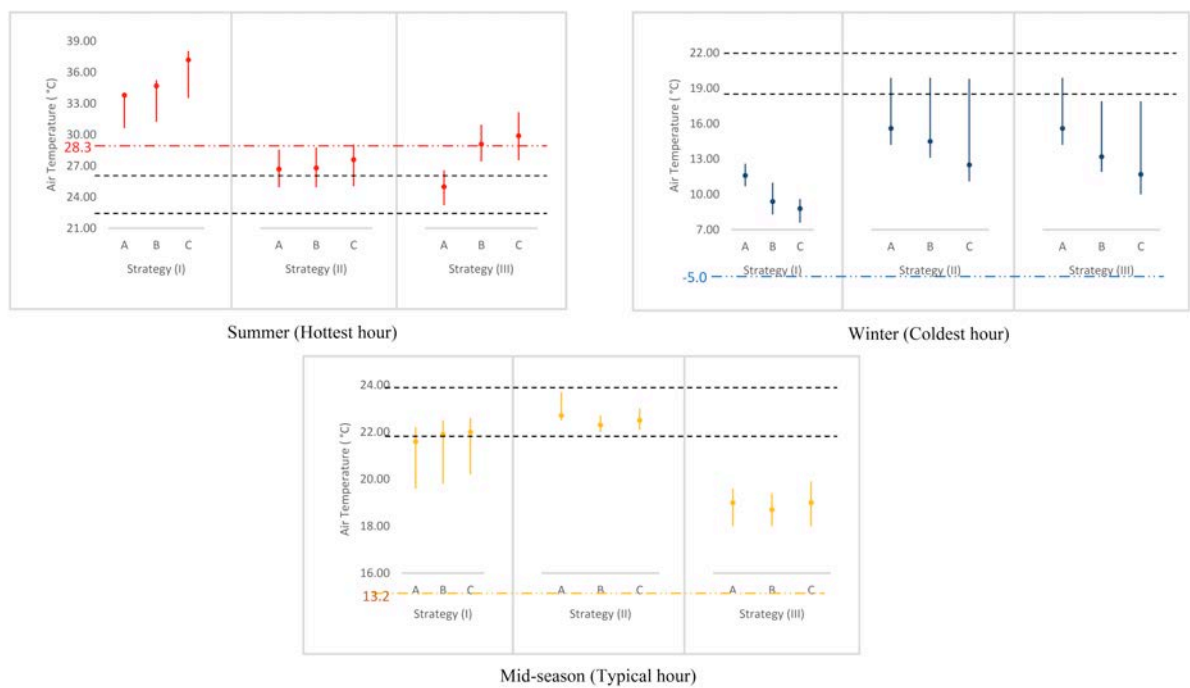 39.00
36.00
33.00
30.00
28.3
27.00
24.00
21.00
Air Temperature ( °C)
A B C A B C A B C
Strategy (I) Strategy (II) Strategy (III)
Summer (Hottest hour)
22.00
19.00
16.00
13.00
10.00
7.00
Air Temperature ( °C)
A B C A B C A B C
Strategy (I) Strategy (II) Strategy (III)
-5.0
Winter (Coldest hour)
24.00
22.00
20.00
18.00
16.00
Air Temperature ( °C)
A B C A B C A B C
13.2
Strategy (I) Strategy (II) Strategy (III)
Mid-season (Typical hour)